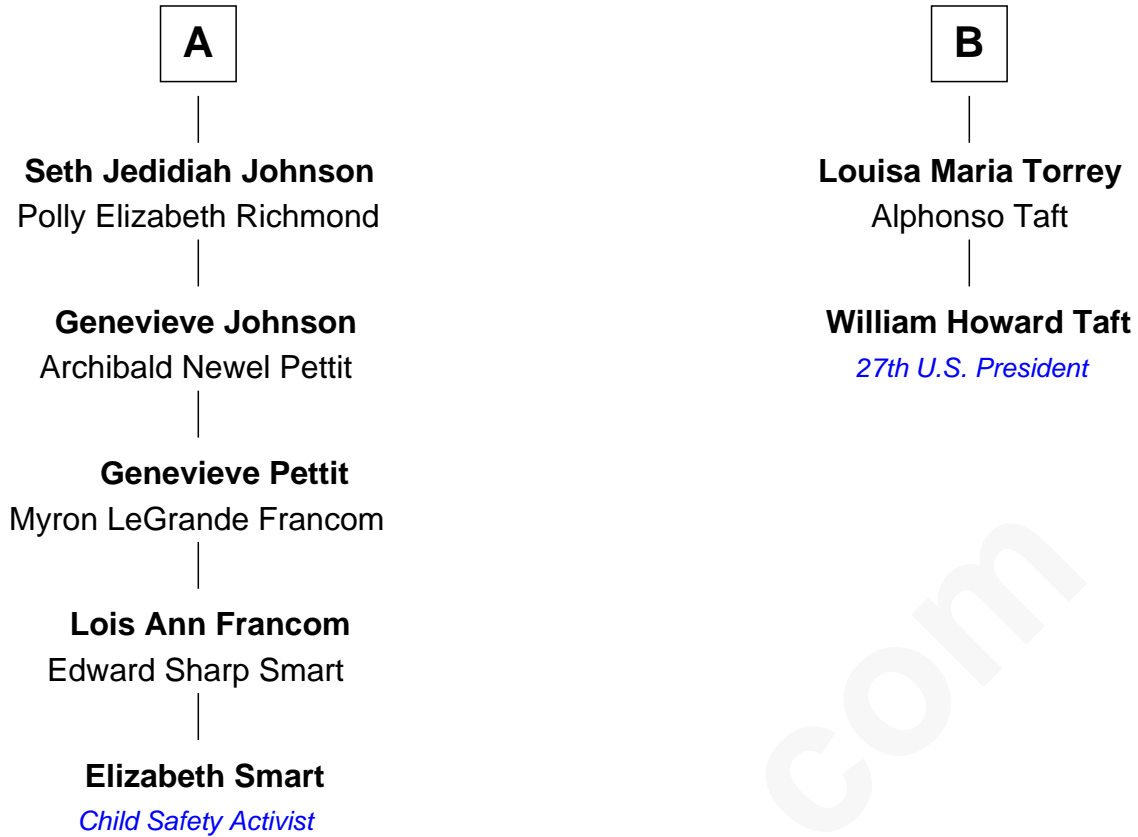 A
Seth Jedidiah Johnson
Polly Elizabeth Richmond
Genevieve Johnson
Archibald Newel Pettit
Genevieve Pettit
Myron LeGrande Francom
Lois Ann Francom
Edward Sharp Smart
Elizabeth Smart
Child Safety Activist
B
Louisa Maria Torrey
Alphonso Taft
William Howard Taft
27th U.S. President
com